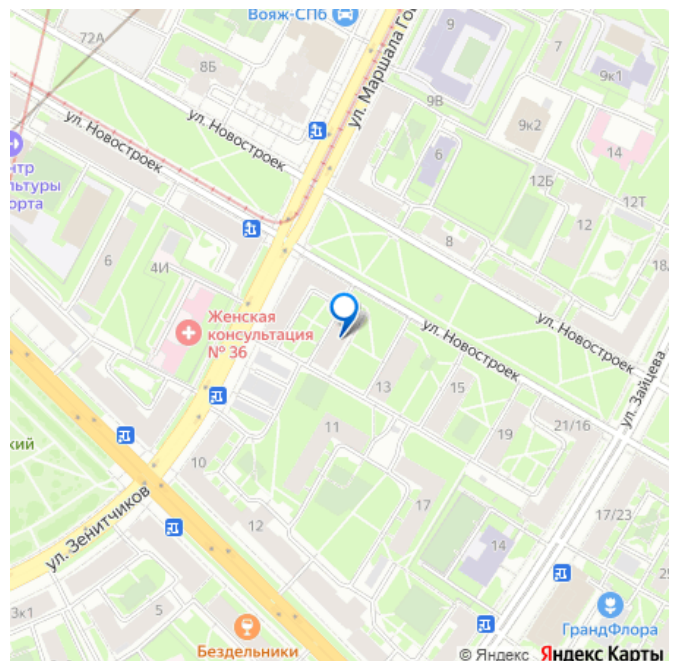 Вояж-СПб
72А
8Б
ул. Маршала Гов
9
7
9к1
9В
9к2
14
ул. Новостроек
ул. Новостроек
нтр
льтуры
орта
6
12Б
12Т
12
8
6
4И
18
Женская
консультация
№ 36
ул. Новостроек
ул. Новостроек
ул. Зайцева
13
15
21/16
19
11
кий
10
17
12
14
17/23
ул. Зенитчиков
5
3к1
Бездельники
ГрандФлора
© Яндекс Яндекс Карты